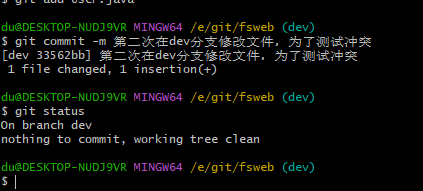 $ git add user.java
du@DESKTOP-NUDJ9VR MINGW64 /e/git/fsweb (dev)
$ git commit -m 第二次在dev分支修改文件，为了测试冲突
[dev 33562bb] 第二次在dev分支修改文件，为了测试冲突
1 file changed, 1 insertion(+)
du@DESKTOP-NUDJ9VR MINGW64 /e/git/fsweb (dev)
$ git status
On branch dev
nothing to commit, working tree clean
du@DESKTOP-NUDJ9VR MINGW64 /e/git/fsweb (dev)
$